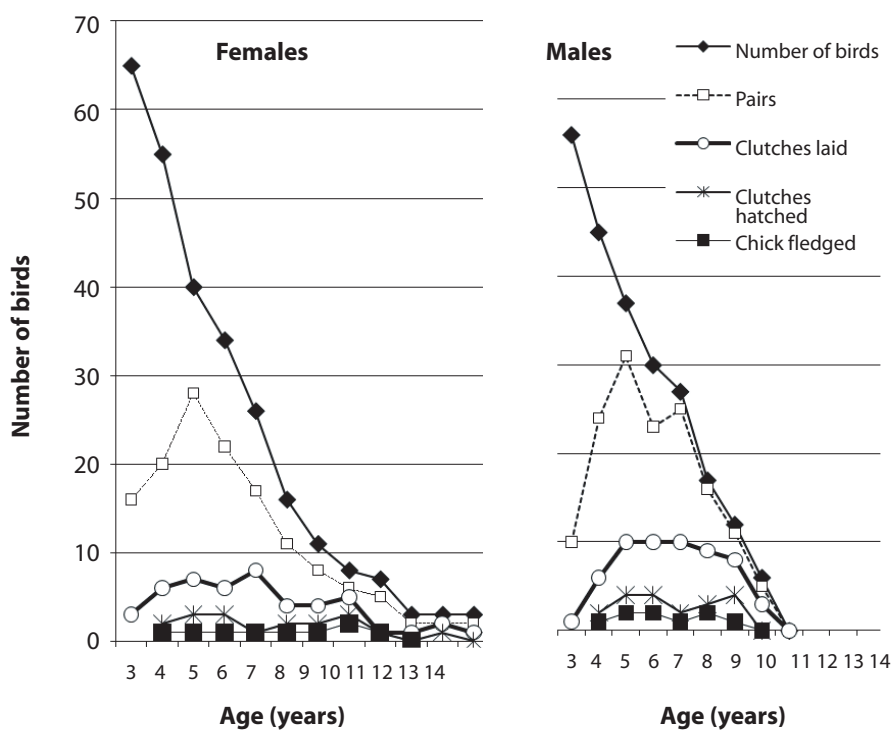 Females
Number of birds
70
60
50
40
30
20
10
0
3 4 5 6 7 8 9 10 11 12 13 14
Age (years)
Males
Number of birds
Pairs
Clutches laid
Clutches
hatched
Chick fledged
3 4 5 6 7 8 9 10 11 12 13 14
Age (years)